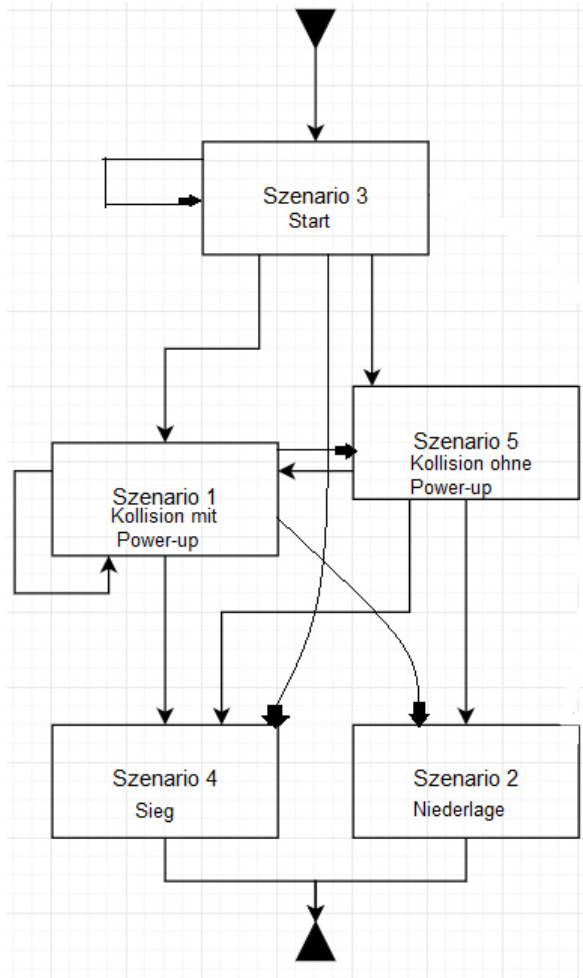 Szenario 3
Start
Szenario 5
Kollision ohne
Power-up
Szenario 1
Kollision mit
Power-up
Szenario 4
Sieg
Szenario 2
Niederlage